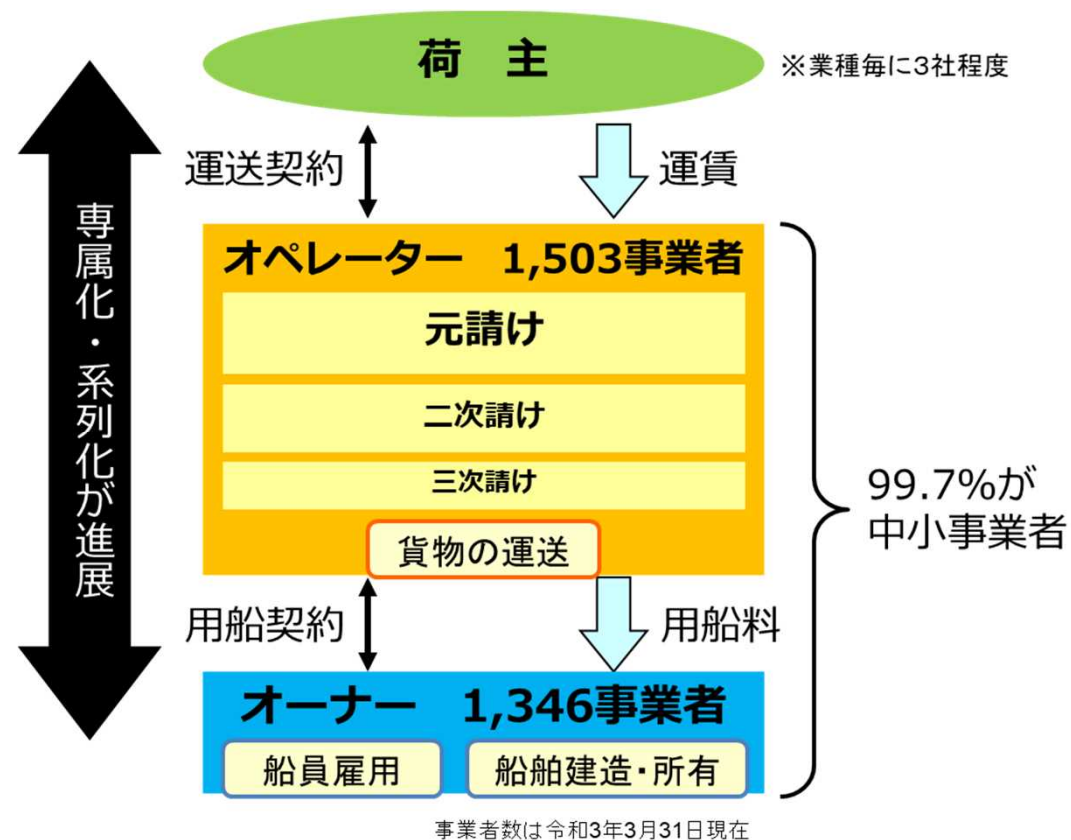 荷　主
※業種毎に3社程度
運送契約
運賃
専属化・系列化が進展
オペレーター　1,503事業者
元請け
二次請け
三次請け
貨物の運送
99.7%が
中小事業者
用船契約
用船料
オーナー　1,346事業者
船員雇用
船舶建造・所有
事業者数は令和3年3月31日現在